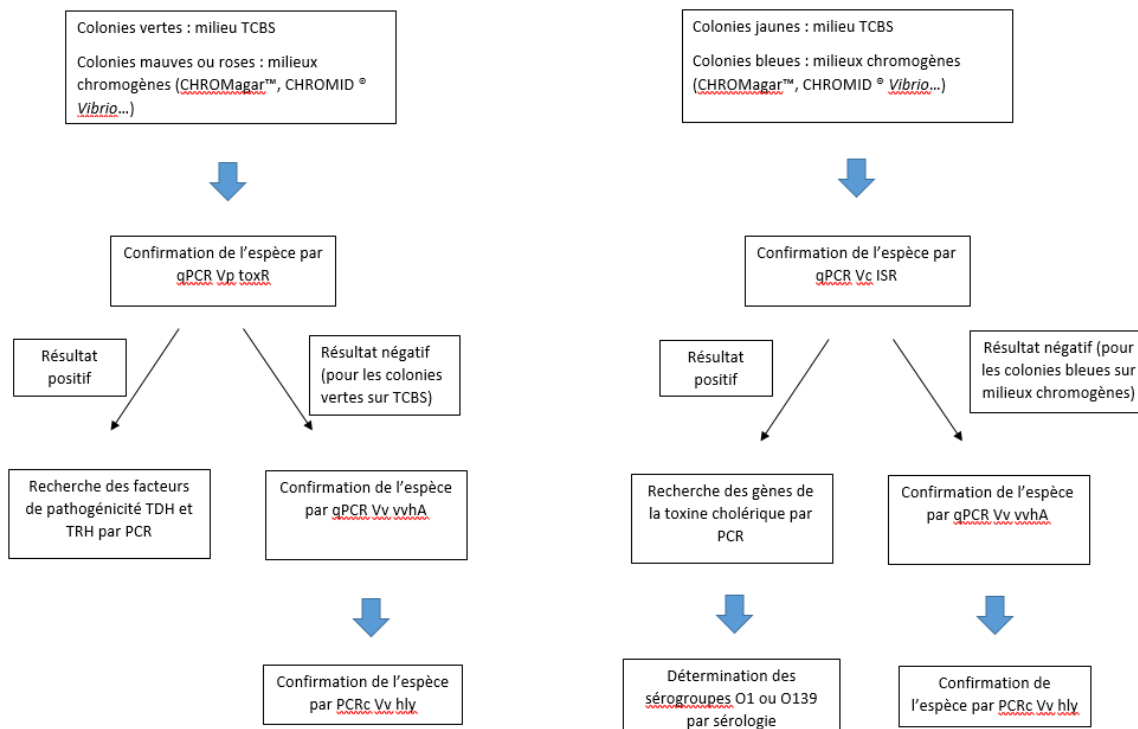 Colonies vertes : milieu TCBS
Colonies mauves ou roses : milieux
chromogènes (CHROMagar™, CHROMID ®
Vibrio…)
Confirmation de l’espèce par
qPCR Vp toxR
Résultat
positif
Résultat négatif
(pour les colonies
vertes sur TCBS)
Recherche des facteurs
de pathogénicité TDH et
TRH par PCR
Confirmation de l’espèce
par qPCR Vv vvhA
Confirmation de l’espèce
par PCRc Vv hly
Colonies jaunes : milieu TCBS
Colonies bleues : milieux chromogènes
(CHROMagar™, CHROMID ® Vibrio…)
Confirmation de l’espèce par
qPCR Vc ISR
Résultat
positif
Résultat négatif (pour
les colonies bleues sur
milieux chromogènes)
Recherche des gènes de
la toxine cholérique par
PCR
Confirmation de l’espèce
par qPCR Vv vvhA
Détermination des
sérogroupes O1 ou O139
par sérologie
Confirmation de
l’espèce par PCRc Vv hly